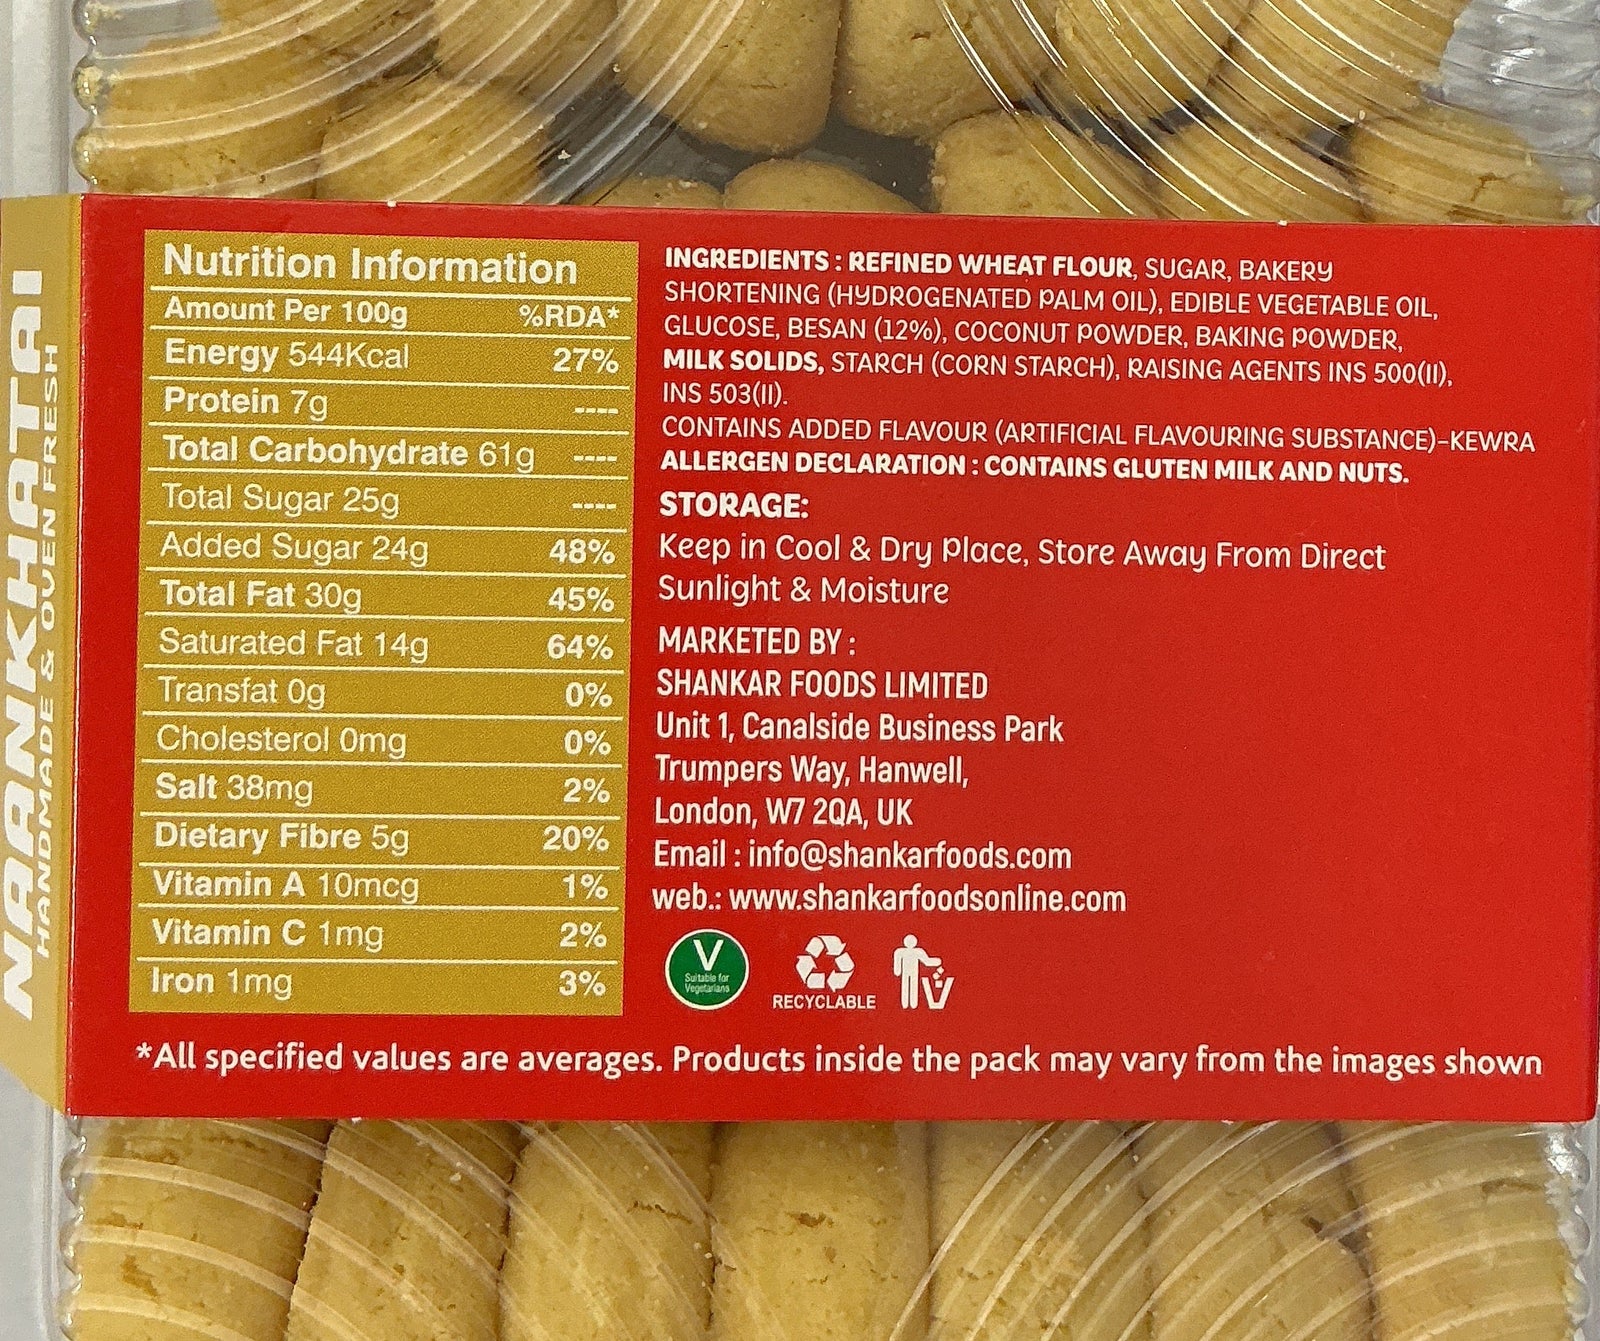 NAANKHATAI
HANDMADE & OVEN FRESH
Nutrition Information
Amount Per 100g %RDA*
Energy 544Kcal 27%
Protein 7g ----
Total Carbohydrate 61g ----
Total Sugar 25g ----
Added Sugar 24g 48%
Total Fat 30g 45%
Saturated Fat 14g 64%
Transfat 0g 0%
Cholesterol 0mg 0%
Salt 38mg 2%
Dietary Fibre 5g 20%
Vitamin A 10mcg 1%
Vitamin C 1mg 2%
Iron 1mg 3%
INGREDIENTS : REFINED WHEAT FLOUR, SUGAR, BAKERY
SHORTENING (HYDROGENATED PALM OIL), EDIBLE VEGETABLE OIL,
GLUCOSE, BESAN (12%), COCONUT POWDER, BAKING POWDER,
MILK SOLIDS, STARCH (CORN STARCH), RAISING AGENTS INS 500(II),
INS 503(II).
CONTAINS ADDED FLAVOUR (ARTIFICIAL FLAVOURING SUBSTANCE)-KEWRA
ALLERGEN DECLARATION : CONTAINS GLUTEN MILK AND NUTS.
STORAGE:
Keep in Cool & Dry Place, Store Away From Direct
Sunlight & Moisture
MARKETED BY :
SHANKAR FOODS LIMITED
Unit 1, Canalside Business Park
Trumpers Way, Hanwell,
London, W7 2QA, UK
Email : info@shankarfoods.com
web.: www.shankarfoodsonline.com
V
Suitable for
Vegetarians
RECYCLABLE
*All specified values are averages. Products inside the pack may vary from the images shown